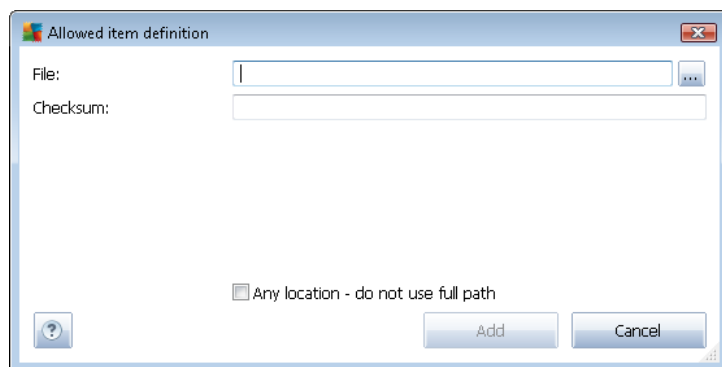 Allowed item definition
File:
...
Checksum:
Any location - do not use full path
?
Add
Cancel